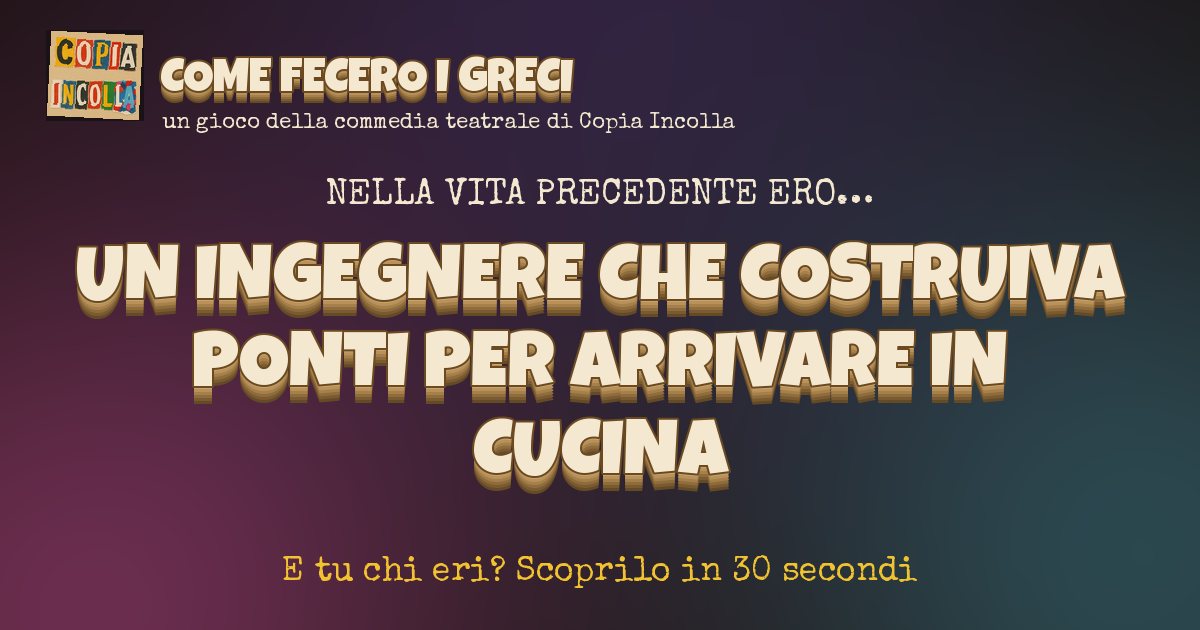 COPIA
INCOLLA
COME FECERO I GRECI
un gioco della commedia teatrale di Copia Incolla
NELLA VITA PRECEDENTE ERO...
UN INGEGNERE CHE COSTRUIVA
PONTI PER ARRIVARE IN
CUCINA
E tu chi eri? Scoprilo in 30 secondi